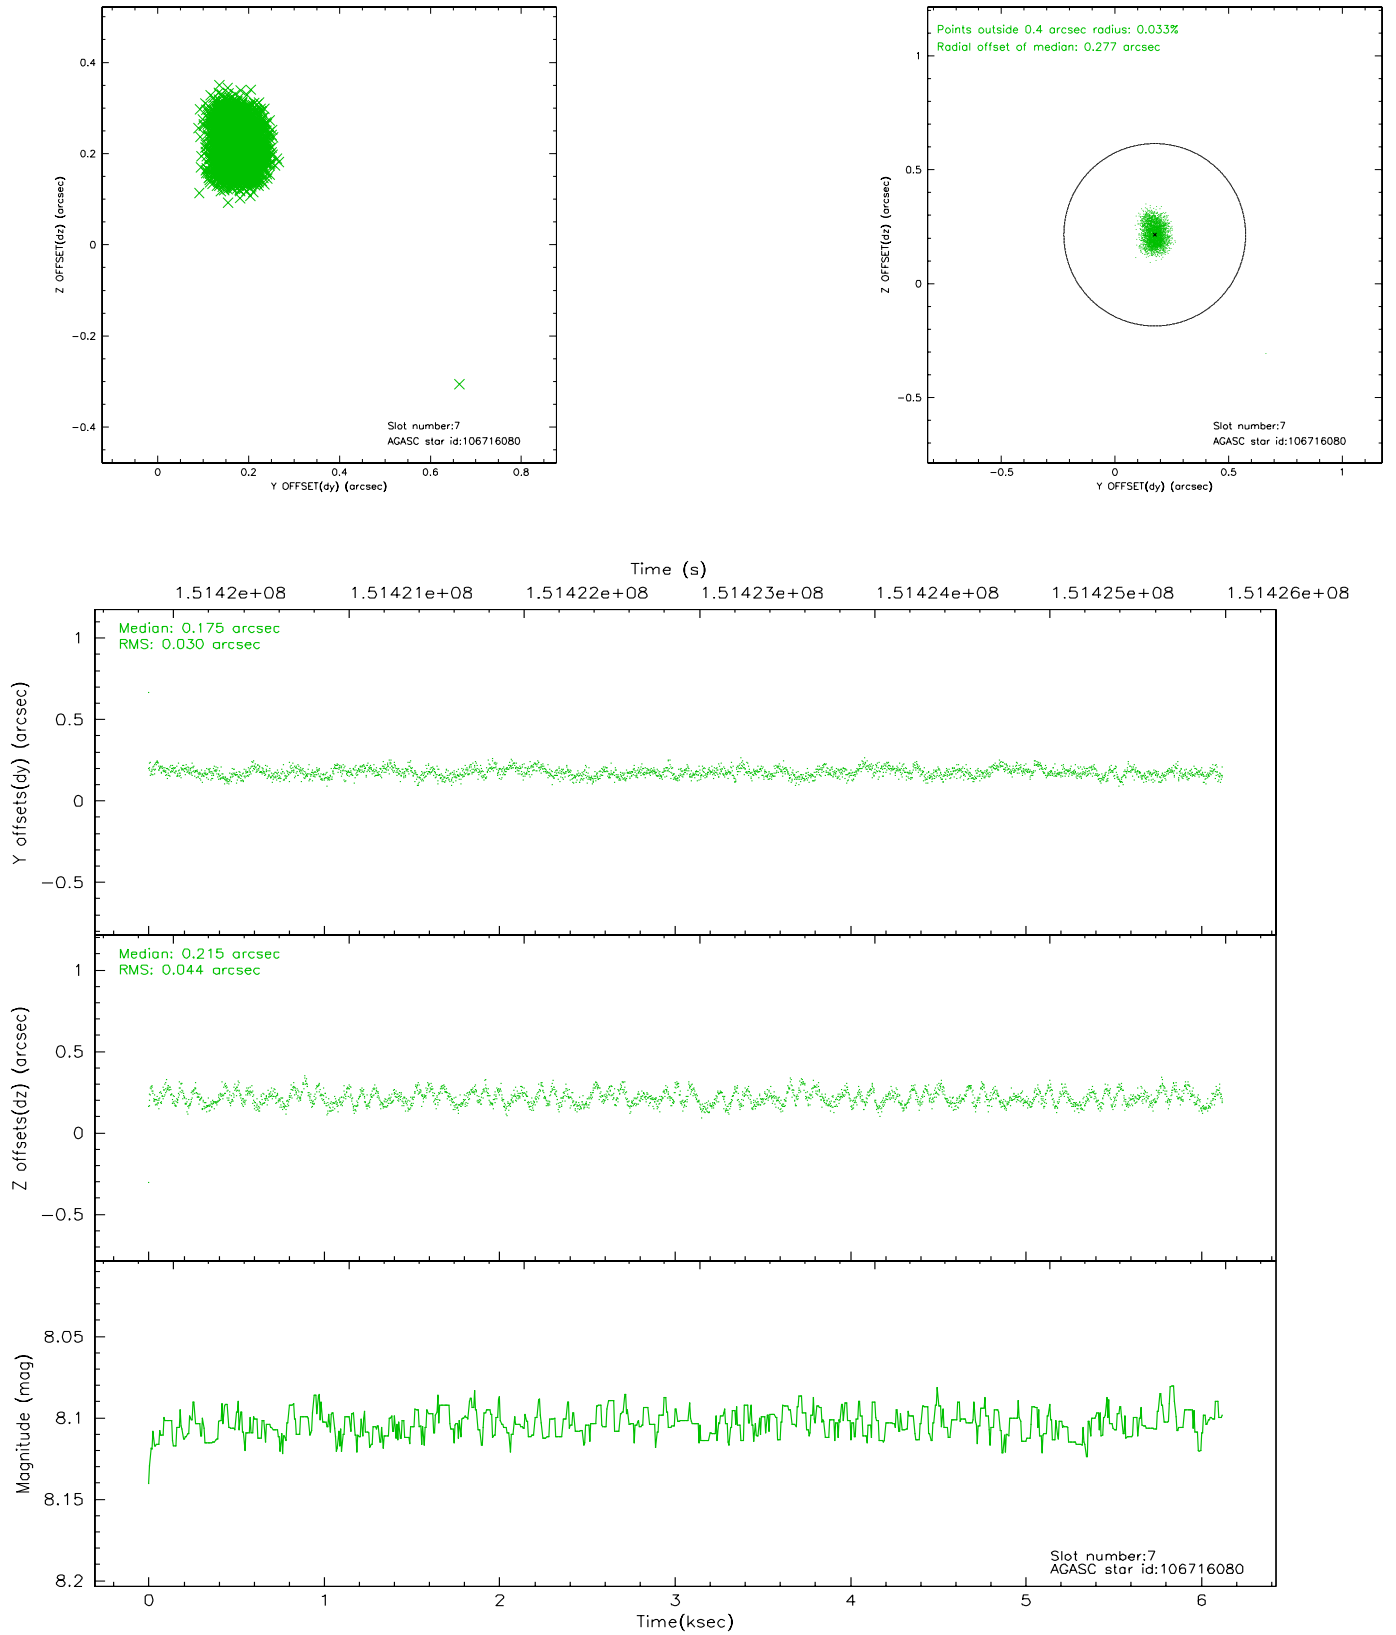 0.4
0.2
0
−0.2
−0.4
Z OFFSET(dz) (arcsec)
Slot number:7
AGASC star id:106716080
0 0.2 0.4 0.6 0.8
Y OFFSET(dy) (arcsec)
Points outside 0.4 arcsec radius: 0.033%
Radial offset of median: 0.277 arcsec
1
0.5
0
−0.5
Z OFFSET(dz) (arcsec)
Slot number:7
AGASC star id:106716080
−0.5 0 0.5 1
Y OFFSET(dy) (arcsec)
Time (s)
1.5142e+08 1.51421e+08 1.51422e+08 1.51423e+08 1.51424e+08 1.51425e+08 1.51426e+08
Median: 0.175 arcsec
RMS: 0.030 arcsec
1
0.5
0
−0.5
Y offsets(dy) (arcsec)
Median: 0.215 arcsec
RMS: 0.044 arcsec
1
0.5
0
−0.5
Z offsets(dz) (arcsec)
8.05
8.1
8.15
8.2
Magnitude (mag)
Slot number:7
AGASC star id:106716080
0 1 2 3 4 5 6
Time(ksec)